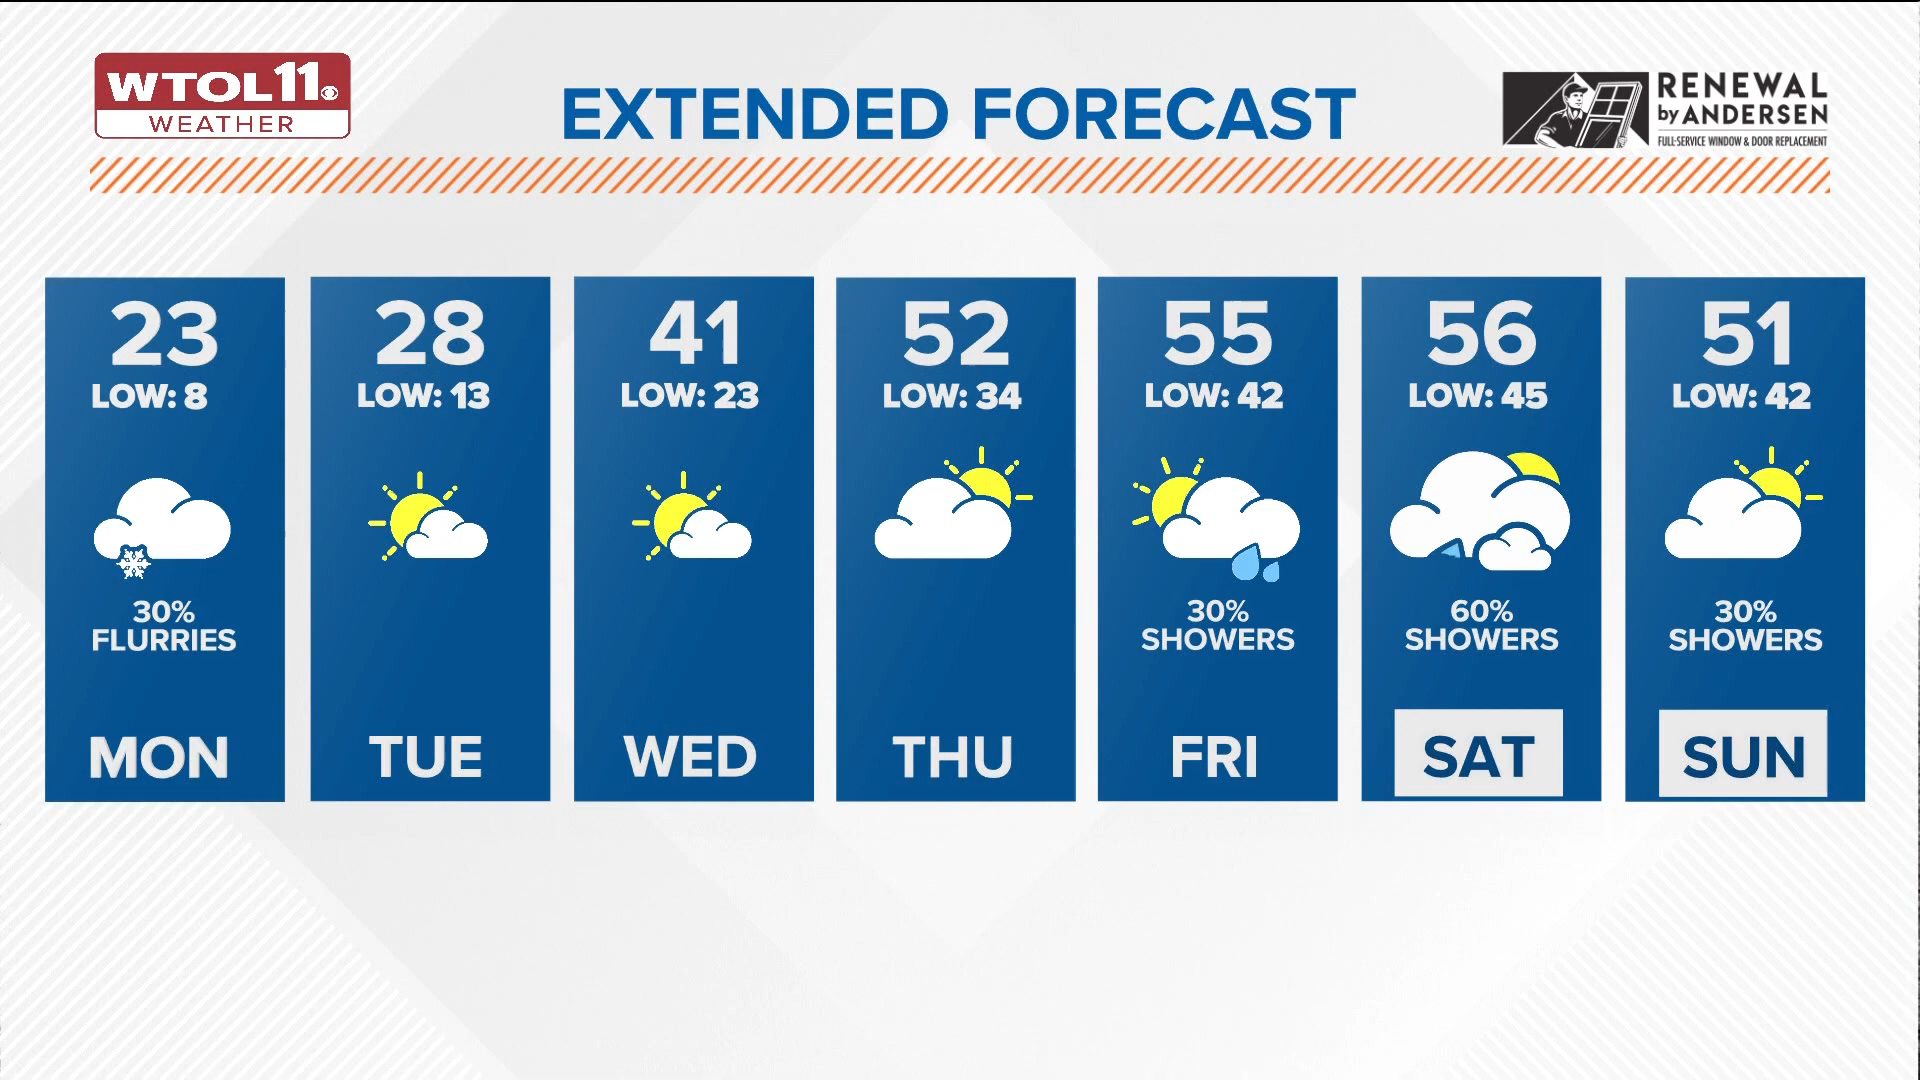 WTOL11
WEATHER
EXTENDED FORECAST
RENEWAL
by ANDERSEN
FULL-SERVICE WINDOW & DOOR REPLACEMENT
23
LOW: 8
30%
FLURRIES
MON
28
LOW: 13
TUE
41
LOW: 23
WED
52
LOW: 34
THU
55
LOW: 42
30%
SHOWERS
FRI
56
LOW: 45
60%
SHOWERS
SAT
51
LOW: 42
30%
SHOWERS
SUN